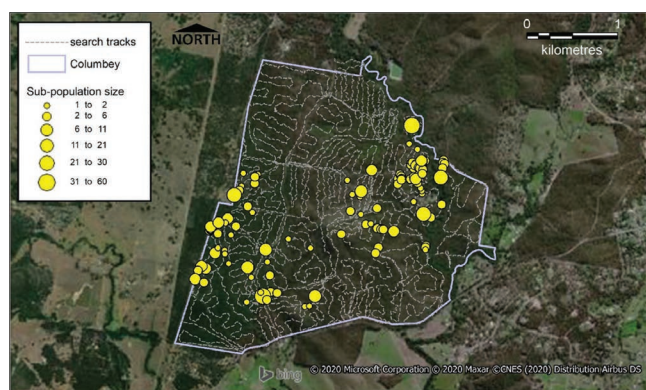 NORTH
0 1
kilometres
search tracks
Columbey
Sub-population size
1 to 2
2 to 6
6 to 11
11 to 21
21 to 30
31 to 60
bing
© 2020 Microsoft Corporation © 2020 Maxar ©CNES (2020) Distribution Airbus DS